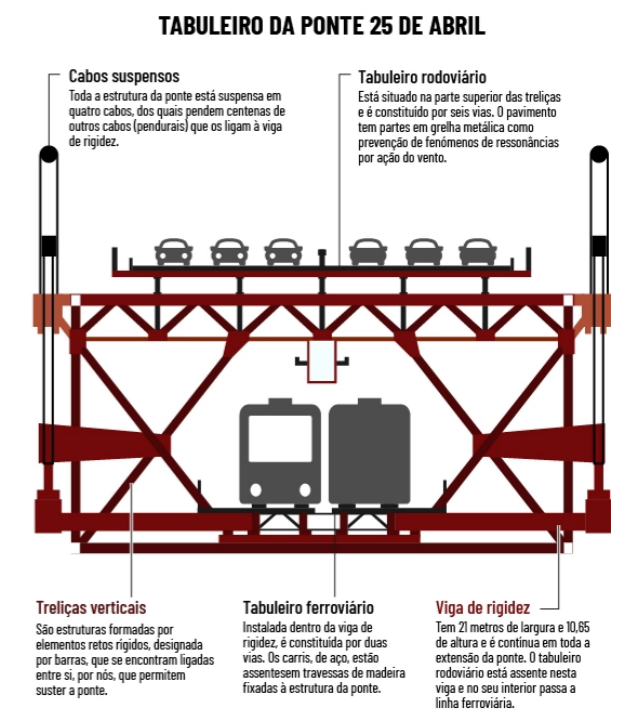 TABULEIRO DA PONTE 25 DE ABRIL
Cabos suspensos
Toda a estrutura da ponte está suspensa em
quatro cabos, dos quais pendem centenas de
outros cabos (pendurais) que os ligam à viga
de rigidez.
Tabuleiro rodoviário
Está situado na parte superior das treliças
e é constituído por seis vias. O pavimento
tem partes em grelha metálica como
prevenção de fenómenos de ressonâncias
por ação do vento.
Treliças verticais
São estruturas formadas por
elementos retos rígidos, designada
por barras, que se encontram ligadas
entre si, por nós, que permitem
suster a ponte.
Tabuleiro ferroviário
Instalada dentro da viga de
rigidez, é constituída por duas
vias. Os carris, de aço, estão
assentesem travessas de madeira
fixadas à estrutura da ponte.
Viga de rigidez
Tem 21 metros de largura e 10,65
de altura e é contínua em toda a
extensão da ponte. O tabuleiro
rodoviário está assente nesta
viga e no seu interior passa a
linha ferroviária.